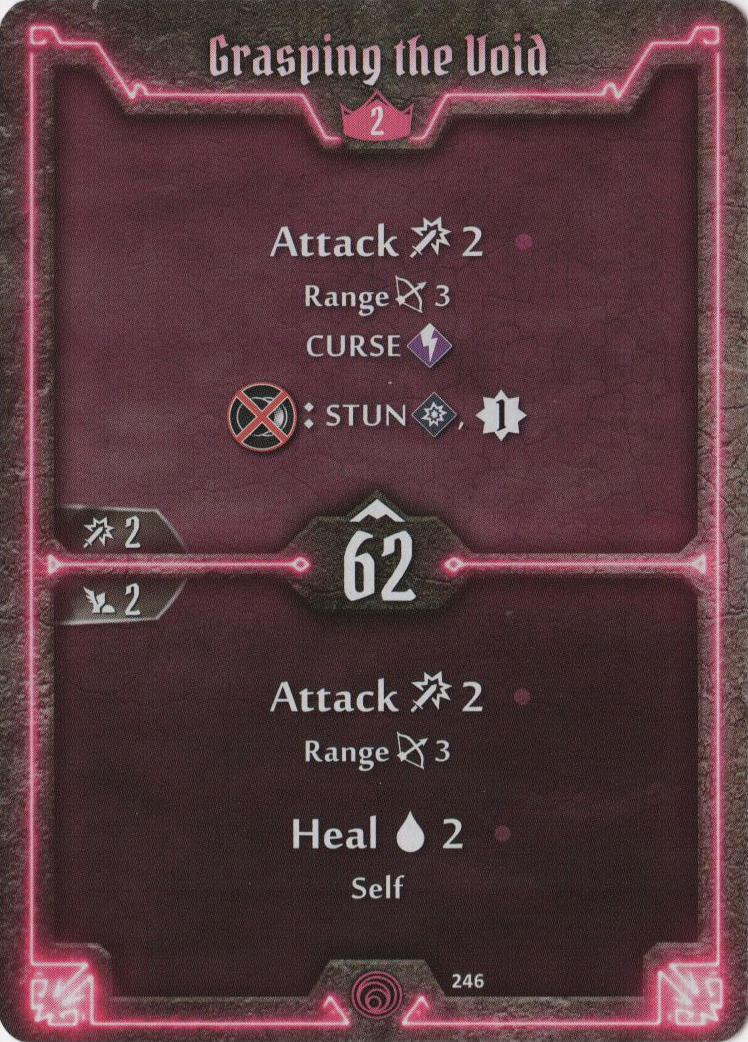 Grasping the Void
2
Attack 2
Range 3
CURSE
: STUN , 1
2
62
2
Attack 2
Range 3
Heal 2
Self
246